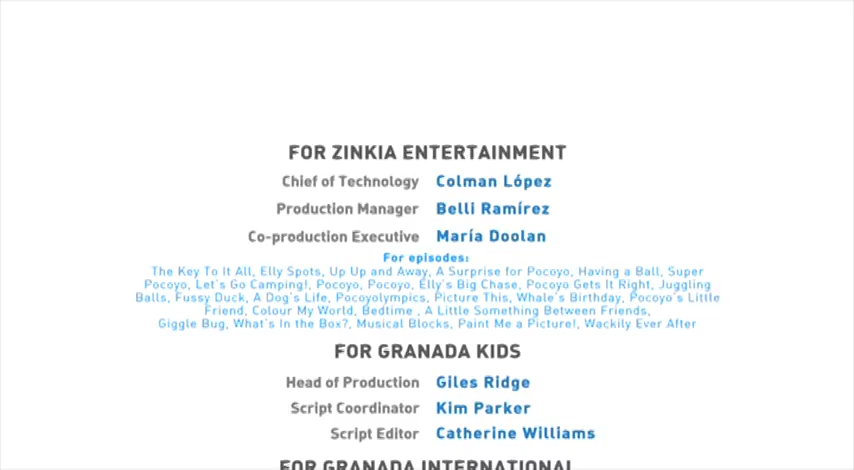 FOR ZINKIA ENTERTAINMENT
Chief of Technology Colman López
Production Manager Belli Ramírez
Co-production Executive María Doolan
For episodes:
The Key To It All, Elly Spots, Up Up and Away, A Surprise for Pocoyo, Having a Ball, Super
Pocoyo, Let's Go Camping!, Pocoyo, Pocoyo, Elly's Big Chase, Pocoyo Gets It Right, Juggling
Balls, Fussy Duck, A Dog's Life, Pocoyolympics, Picture This, Whale's Birthday, Pocoyo's Little
Friend, Colour My World, Bedtime , A Little Something Between Friends,
Giggle Bug, What's In the Box?, Musical Blocks, Paint Me a Picture!, Wackily Ever After
FOR GRANADA KIDS
Head of Production Giles Ridge
Script Coordinator Kim Parker
Script Editor Catherine Williams
FOR GRANADA INTERNATIONAL